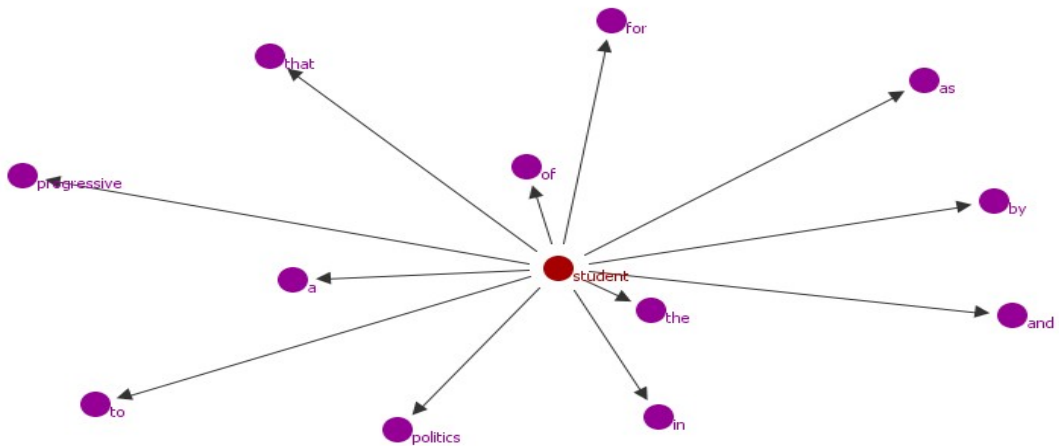 for
that
as
of
progressive
by
student
a
the
and
to
in
politics